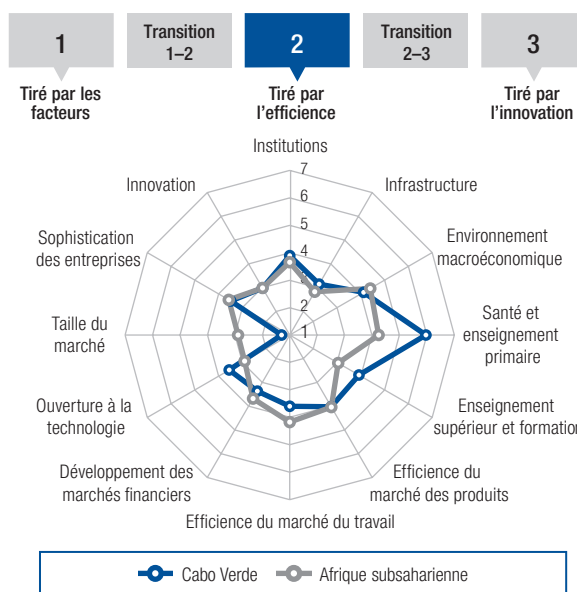 1
Transition
1–2
2
Transition
2–3
3
Tiré par les
facteurs
Tiré par
l'efficience
Tiré par
l'innovation
Institutions
7
Innovation
Infrastructure
6
5
Sophistication
des entreprises
Environnement
macroéconomique
4
3
2
Taille du
marché
1
Santé et
enseignement
primaire
Ouverture à la
technologie
Enseignement
supérieur et formation
Développement des
marchés financiers
Efficience du
marché des produits
Efficience du marché du travail
Cabo Verde
Afrique subsaharienne